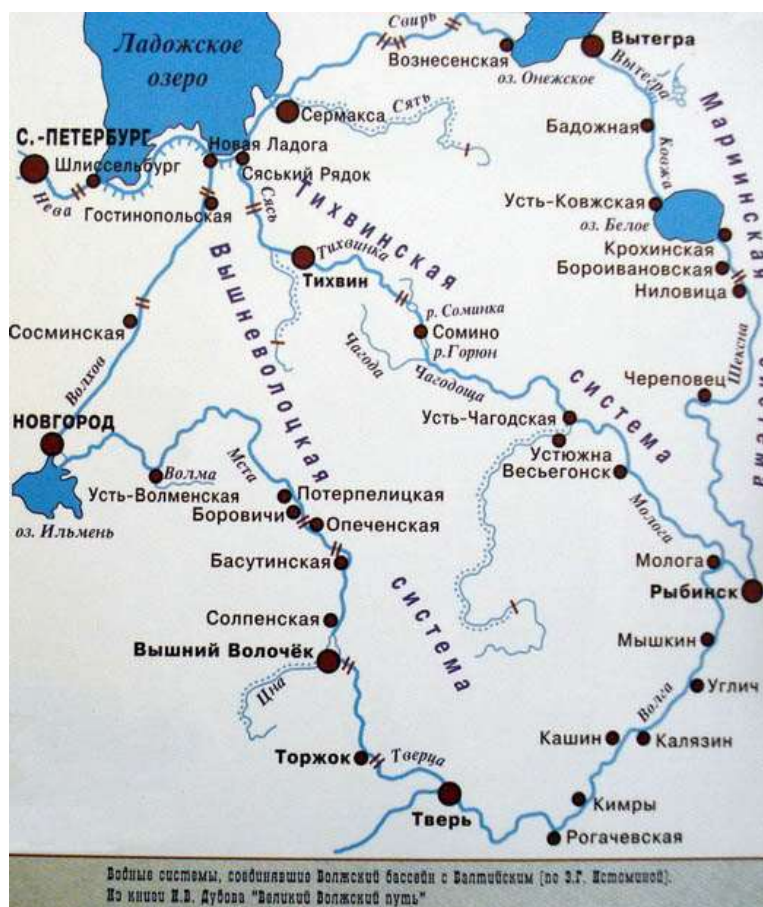 Ладожское
озеро
Свирь
Вознесенская
оз. Онежское
Вытегра
Вытегра
Сермакса
Сять
Бадожная
Ковжа
Мариинская
С.-ПЕТЕРБУРГ
Шлиссельбург
Нева
Новая Ладога
Сяський Рядок
Гостинопольская
Сясь
Усть-Ковжская
оз. Белое
Крохинская
Бороивановская
Ниловица
Тихвинская
Тихвинка
Тихвин
Вышневолоцкая
Сосминская
Волхов
р. Соминка
Сомино
р.Горюн
Чагода
Чагодоща
система
Шексна
Череповец
система
НОВГОРОД
оз. Ильмень
Усть-Чагодская
Устюжна
Весьегонск
Волма
Усть-Волменская
Мста
Потерпелицкая
Боровичи
Опеченская
Басутинская
Молога
Молога
Рыбинск
система
Солпенская
Вышний Волочёк
Цна
Мышкин
Углич
Волга
Кашин
Калязин
Торжок
Тверца
Тверь
Кимры
Рогачевская
Водные системы, соединявшие Волжский бассейн с Балтийским (по Э.Г. Истоминой).
Из книги И.В. Дубова "Великий Волжский путь"